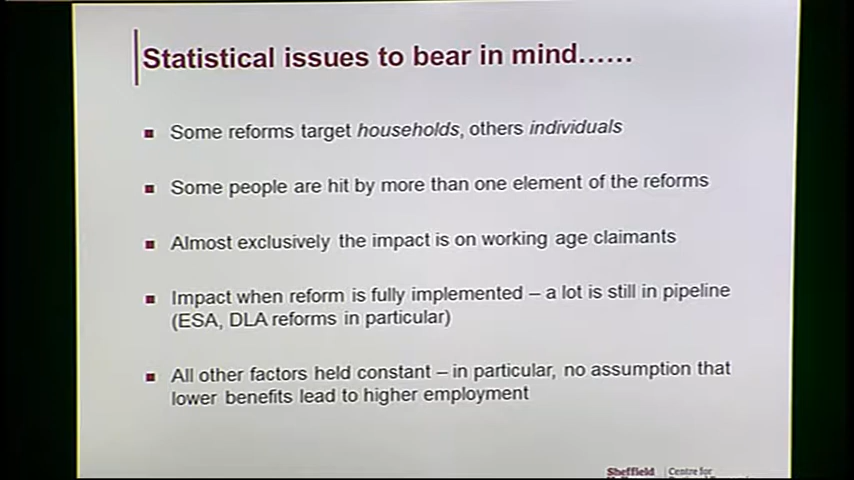 Statistical issues to bear in mind......
Some reforms target households, others individuals
Some people are hit by more than one element of the reforms
Almost exclusively the impact is on working age claimants
Impact when reform is fully implemented – a lot is still in pipeline
(ESA, DLA reforms in particular)
All other factors held constant – in particular, no assumption that
lower benefits lead to higher employment
Sheffield Centre for